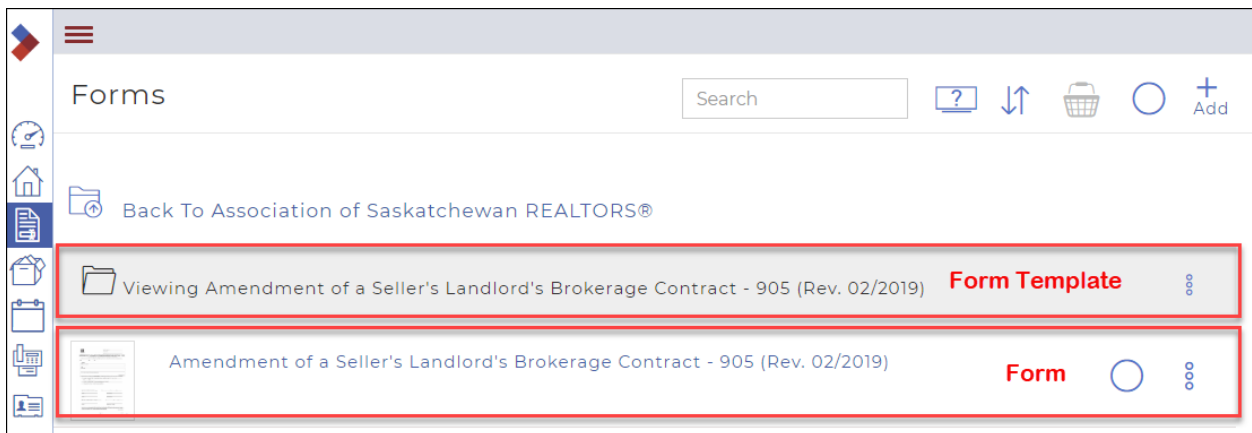 Forms
Search
?
Add
Back To Association of Saskatchewan REALTORS®
Viewing Amendment of a Seller's Landlord's Brokerage Contract - 905 (Rev. 02/2019)
Form Template
Amendment of a Seller's Landlord's Brokerage Contract - 905 (Rev. 02/2019)
Form